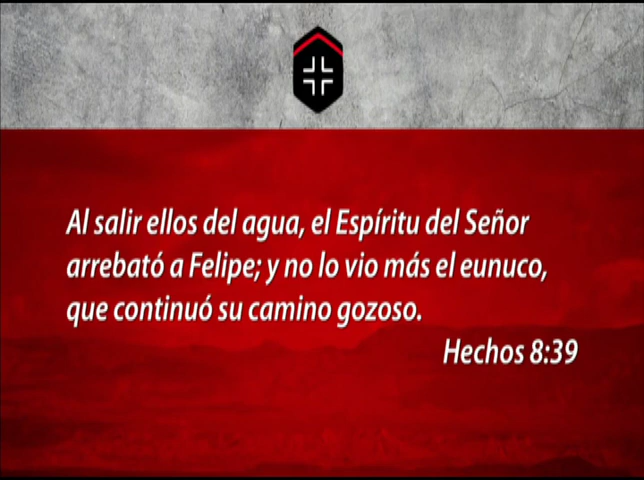 Al salir ellos del agua, el Espíritu del Señor
arrebató a Felipe; y no lo vio más el eunuco,
que continuó su camino gozoso.
Hechos 8:39